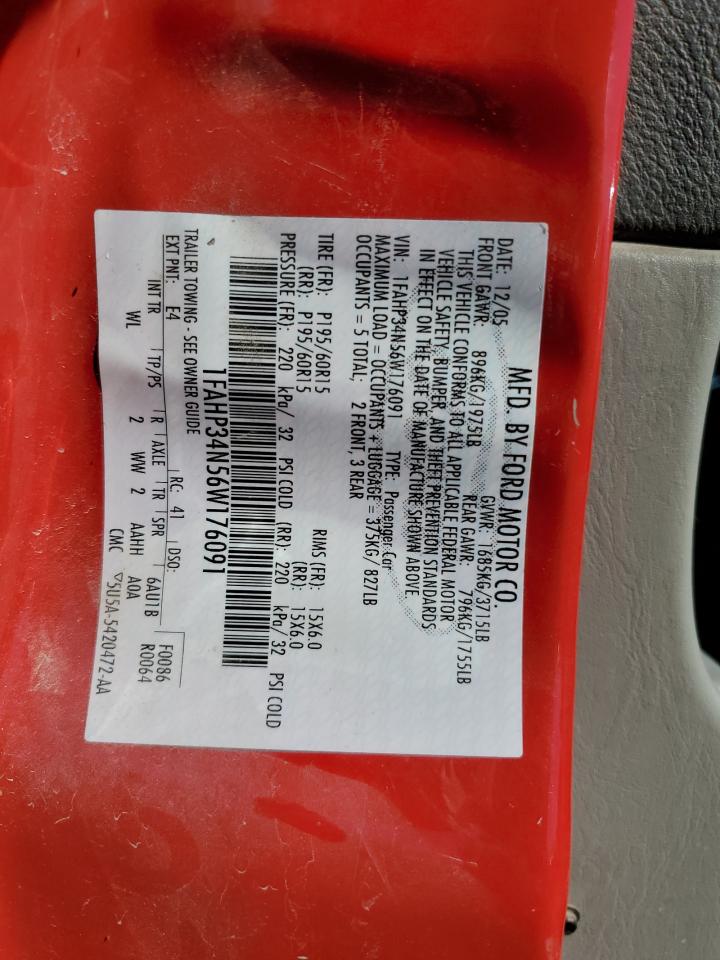 MFD. BY FORD MOTOR CO.
DATE: 12/05 GVWR: 1685KG/3715LB
FRONT GAWR: 896KG/1975LB REAR GAWR: 796KG/1755LB
THIS VEHICLE CONFORMS TO ALL APPLICABLE FEDERAL MOTOR
VEHICLE SAFETY, BUMPER, AND THEFT PREVENTION STANDARDS
IN EFFECT ON THE DATE OF MANUFACTURE SHOWN ABOVE.
VIN: 1FAHP34N56W176091 TYPE: Passenger Car
MAXIMUM LOAD = OCCUPANTS + LUGGAGE = 375KG/ 827LB
OCCUPANTS = 5 TOTAL; 2 FRONT, 3 REAR
TIRE (FR): P195/60R15 RIMS (FR): 15X6.0
(RR): P195/60R15 (RR): 15X6.0
PRESSURE (FR): 220 kPa/ 32 PSI COLD (RR): 220 kPa/ 32 PSI COLD
1FAHP34N56W176091
TRAILER TOWING - SEE OWNER GUIDE
EXT PNT: E4 RC: 41 DSO: F0086
INT TR TP/PS R AXLE TR SPR 6AU1B R0064
WL 2 WW 2 AAHH A0A
CMC ▽5U5A-5420472-AA